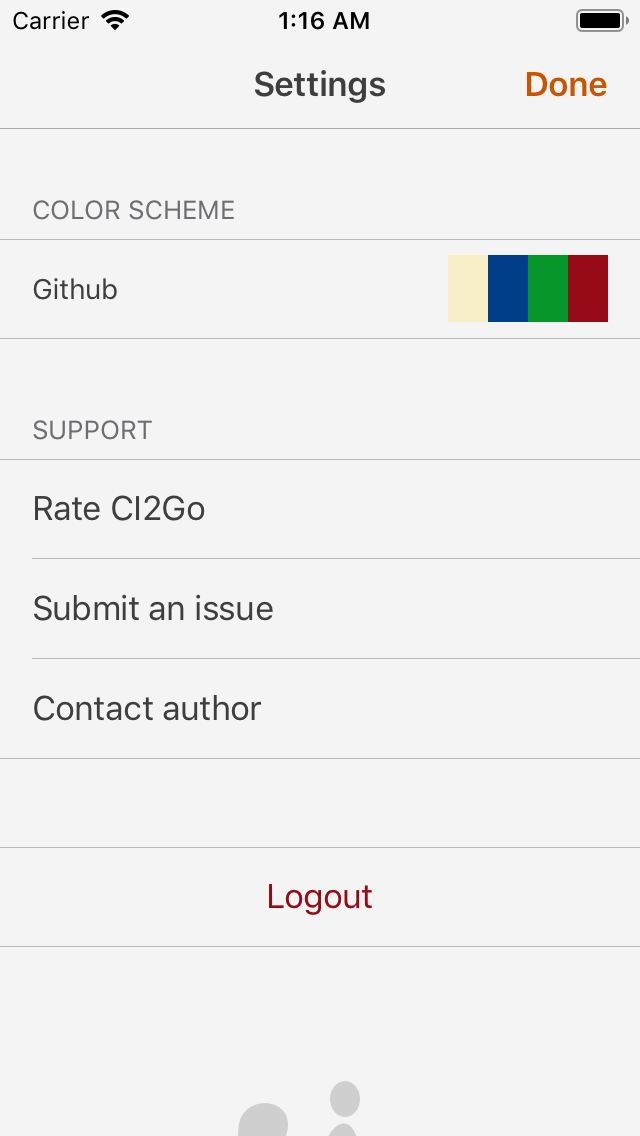 Carrier 1:16 AM
Settings Done
COLOR SCHEME
Github
SUPPORT
Rate CI2Go
Submit an issue
Contact author
Logout